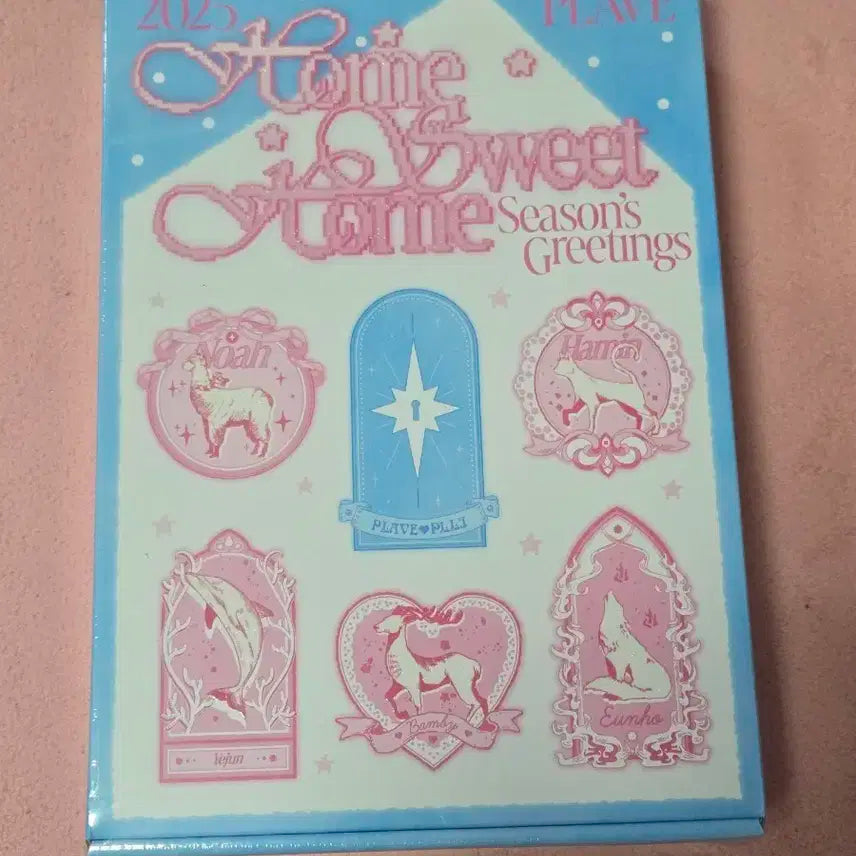 2025 PLAVE
Home
Sweet
Home
Season's
Greetings
Noah
Hamin
PLAVE♥PLLI
Yejun
Bamby
Eunho